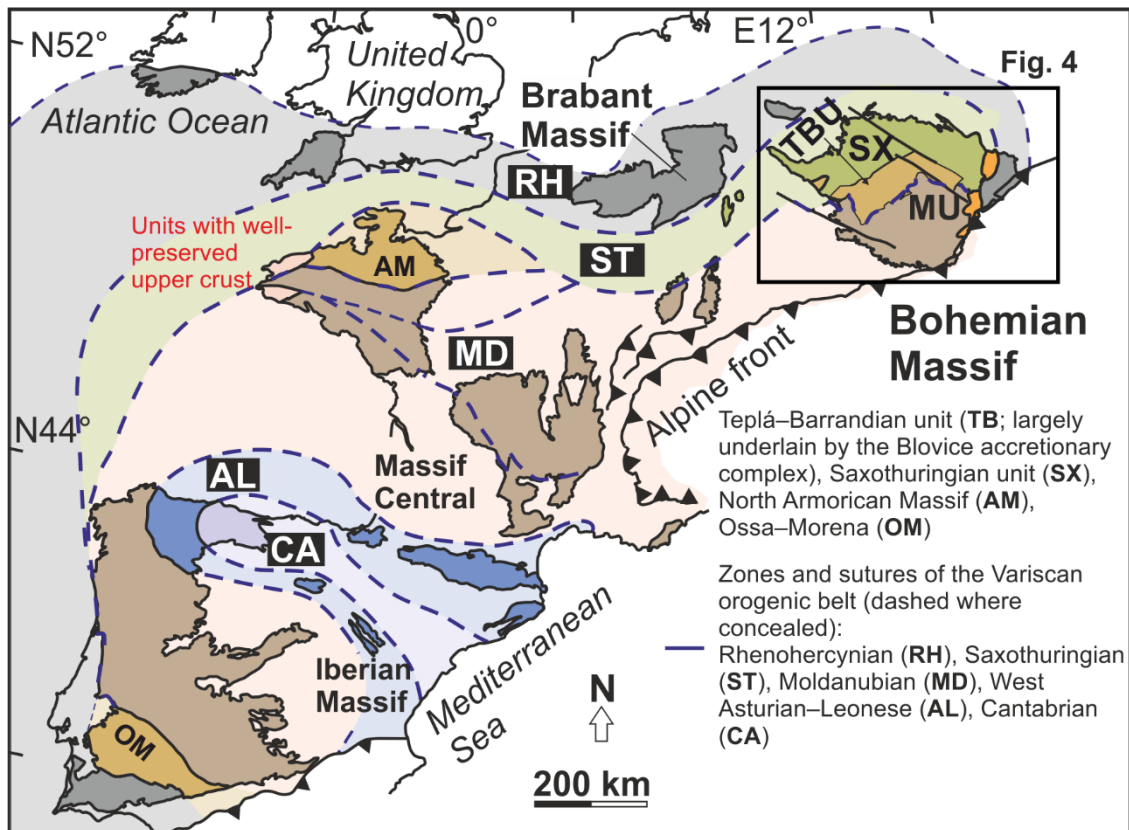 N52°
0°
E12°
Fig. 4
United
Kingdom
Atlantic Ocean
Brabant
Massif
TBU
SX
RH
MU
Units with well-
preserved
upper crust
AM
ST
Bohemian
Massif
MD
Alpine front
N44°
Massif
Central
AL
CA
Iberian
Massif
Mediterranean
Sea
OM
N
200 km
Teplá–Barrandian unit (TB; largely
underlain by the Blovice accretionary
complex), Saxothuringian unit (SX),
North Armorican Massif (AM),
Ossa–Morena (OM)
Zones and sutures of the Variscan
orogenic belt (dashed where
concealed):
Rhenohercynian (RH), Saxothuringian
(ST), Moldanubian (MD), West
Asturian–Leonese (AL), Cantabrian
(CA)